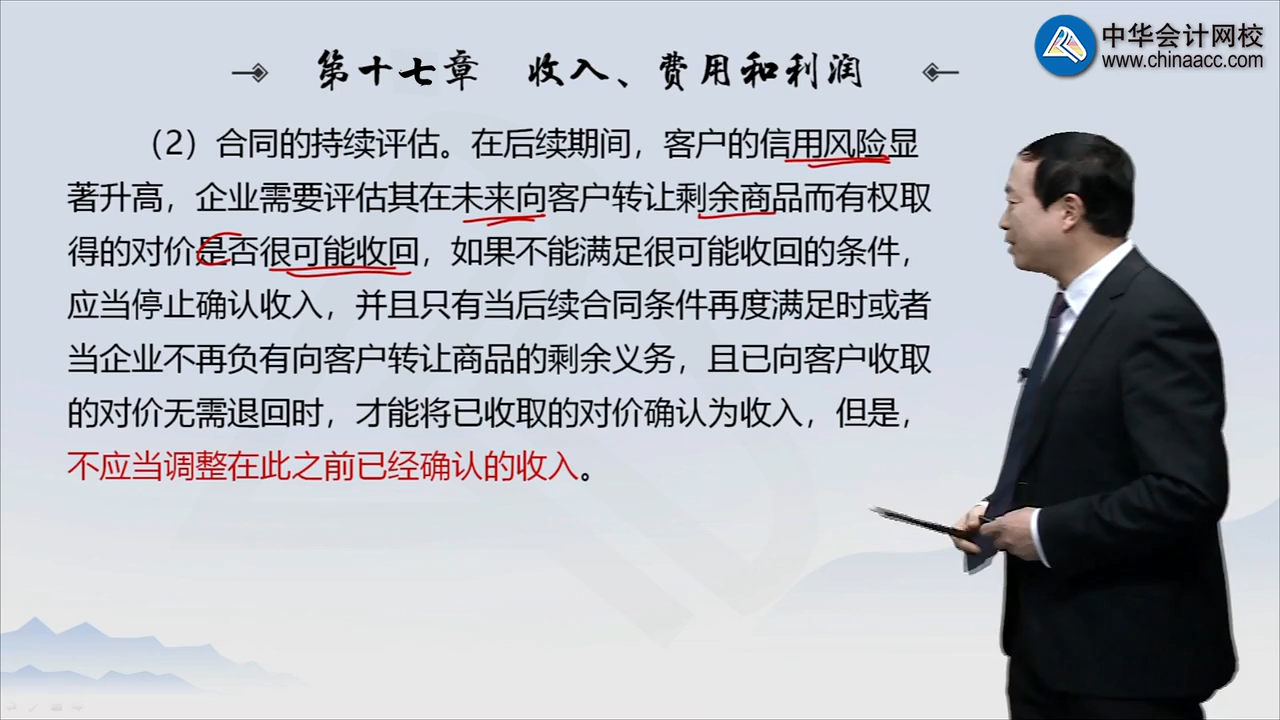 第十七章 收入、费用和利润
中华会计网校
www.chinaacc.com
（2）合同的持续评估。在后续期间，客户的信用风险显
著升高，企业需要评估其在未来向客户转让剩余商品而有权取
得的对价是否很可能收回，如果不能满足很可能收回的条件，
应当停止确认收入，并且只有当后续合同条件再度满足时或者
当企业不再负有向客户转让商品的剩余义务，且已向客户收取
的对价无需退回时，才能将已收取的对价确认为收入，但是，
不应当调整在此之前已经确认的收入。